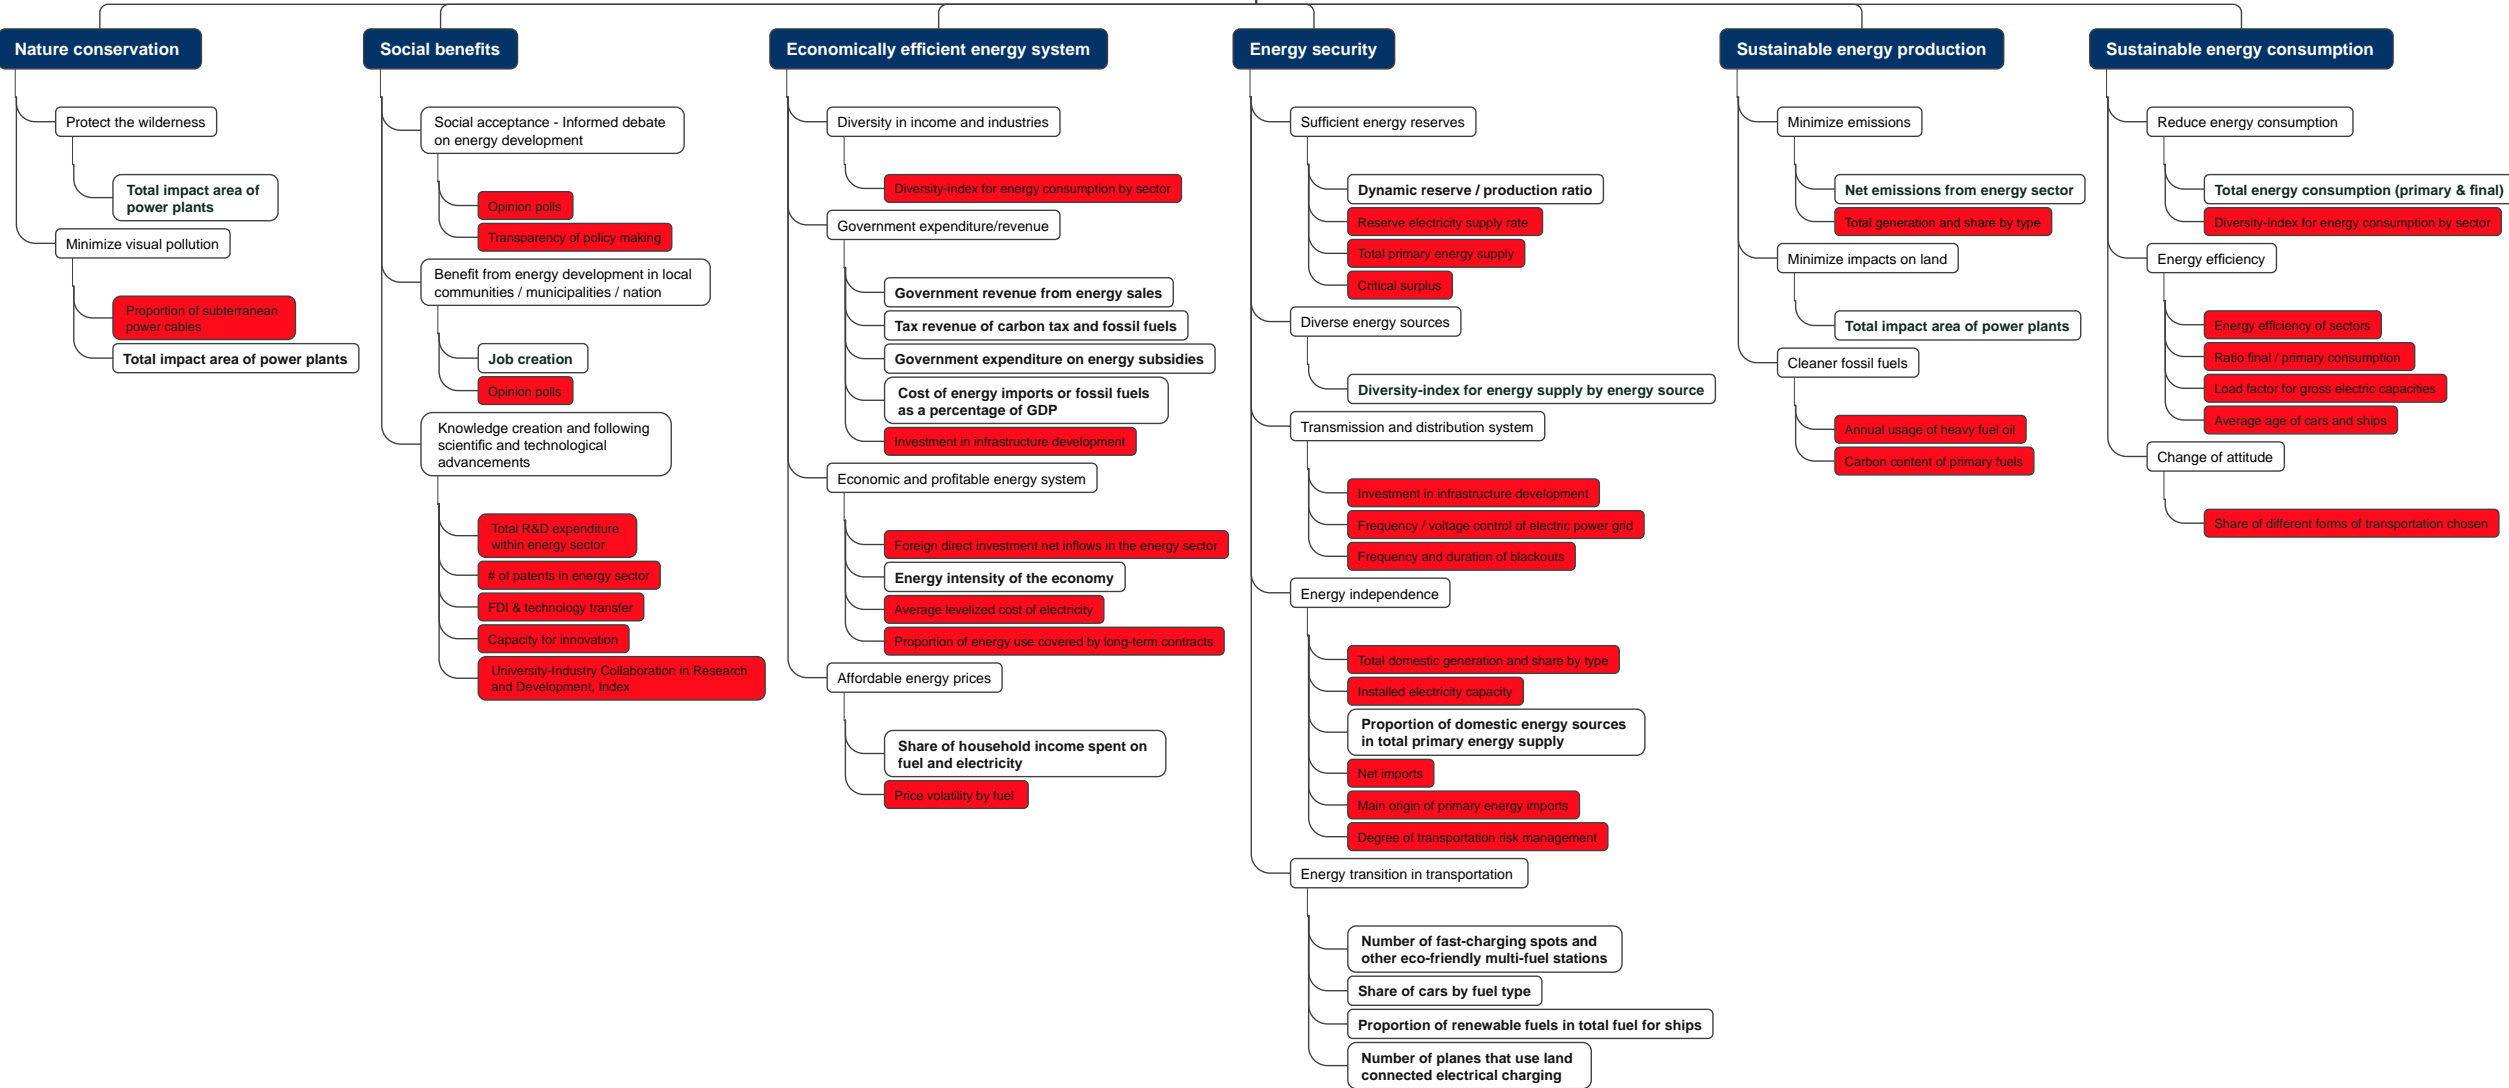 Nature conservation
Protect the wilderness
Total impact area of
power plants
Minimize visual pollution
Proportion of subterranean
power cables
Total impact area of power plants
Social benefits
Social acceptance - Informed debate
on energy development
Opinion polls
Transparency of policy making
Benefit from energy development in local
communities / municipalities / nation
Job creation
Opinion polls
Knowledge creation and following
scientific and technological
advancements
Total R&D expenditure
within energy sector
# of patents in energy sector
FDI & technology transfer
Capacity for innovation
University-Industry Collaboration in Research
and Development, Index
Economically efficient energy system
Diversity in income and industries
Diversity-index for energy consumption by sector
Government expenditure/revenue
Government revenue from energy sales
Tax revenue of carbon tax and fossil fuels
Government expenditure on energy subsidies
Cost of energy imports or fossil fuels
as a percentage of GDP
Investment in infrastructure development
Economic and profitable energy system
Foreign direct investment net inflows in the energy sector
Energy intensity of the economy
Average levelized cost of electricity
Proportion of energy use covered by long-term contracts
Affordable energy prices
Share of household income spent on
fuel and electricity
Price volatility by fuel
Energy security
Sufficient energy reserves
Dynamic reserve / production ratio
Reserve electricity supply rate
Total primary energy supply
Critical surplus
Diverse energy sources
Diversity-index for energy supply by energy source
Transmission and distribution system
Investment in infrastructure development
Frequency / voltage control of electric power grid
Frequency and duration of blackouts
Energy independence
Total domestic generation and share by type
Installed electricity capacity
Proportion of domestic energy sources
in total primary energy supply
Net imports
Main origin of primary energy imports
Degree of transportation risk management
Energy transition in transportation
Number of fast-charging spots and
other eco-friendly multi-fuel stations
Share of cars by fuel type
Proportion of renewable fuels in total fuel for ships
Number of planes that use land
connected electrical charging
Sustainable energy production
Minimize emissions
Net emissions from energy sector
Total generation and share by type
Minimize impacts on land
Total impact area of power plants
Cleaner fossil fuels
Annual usage of heavy fuel oil
Carbon content of primary fuels
Sustainable energy consumption
Reduce energy consumption
Total energy consumption (primary & final)
Diversity-index for energy consumption by sector
Energy efficiency
Energy efficiency of sectors
Ratio final / primary consumption
Load factor for gross electric capacities
Average age of cars and ships
Change of attitude
Share of different forms of transportation chosen